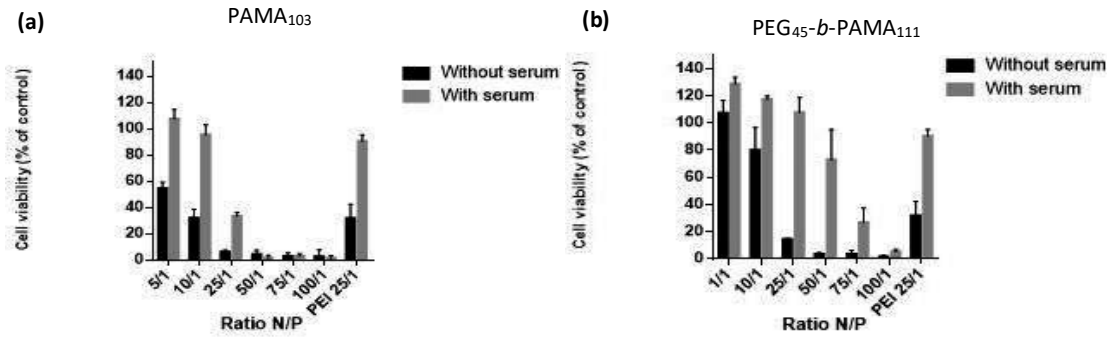 (a)
PAMA₁₀₃
Cell viability (% of control)
140
120
100
80
60
40
20
0
Without serum
With serum
5/1
10/1
25/1
50/1
75/1
100/1
PEI 25/1
Ratio N/P
(b)
PEG₄₅-b-PAMA₁₁₁
Cell viability (% of control)
140
120
100
80
60
40
20
0
Without serum
With serum
1/1
10/1
25/1
50/1
75/1
100/1
PEI 25/1
Ratio N/P